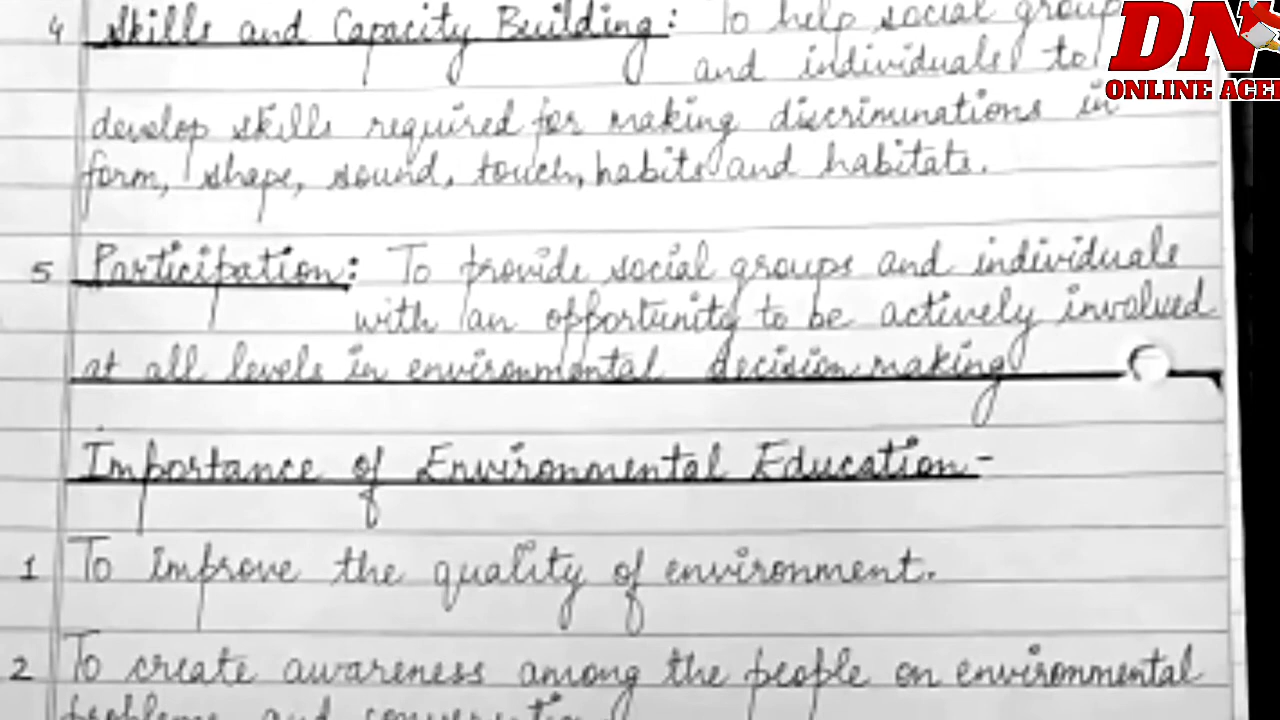 4 Skills and Capacity Building: To help social group
and individuals to
develop skills required for making discriminations in
form, shape, sound, touch, habits and habitats.
5 Participation: To provide social groups and individuals
with an opportunity to be actively involved
at all levels in environmental decision making
Importance of Environmental Education-
1 To improve the quality of environment.
2 To create awareness among the people on environmental
problems and conservation
DN
ONLINE ACE